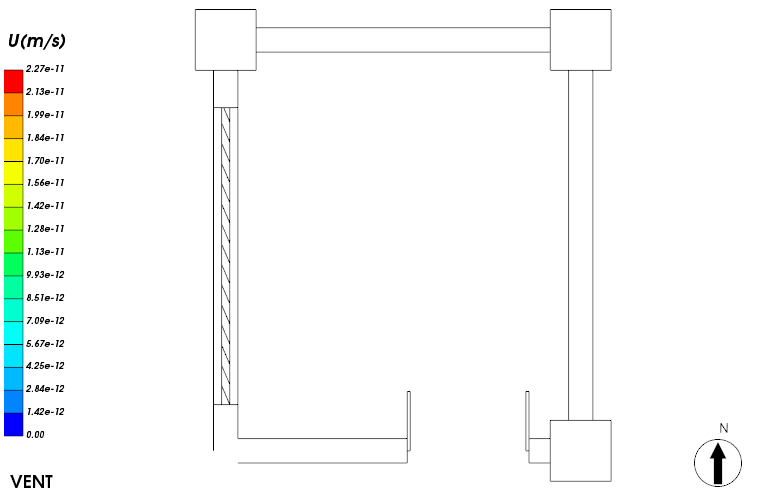 U(m/s)
2.27e-11
2.13e-11
1.99e-11
1.84e-11
1.70e-11
1.56e-11
1.42e-11
1.28e-11
1.13e-11
9.93e-12
8.51e-12
7.09e-12
5.67e-12
4.25e-12
2.84e-12
1.42e-12
0.00
N
VENT